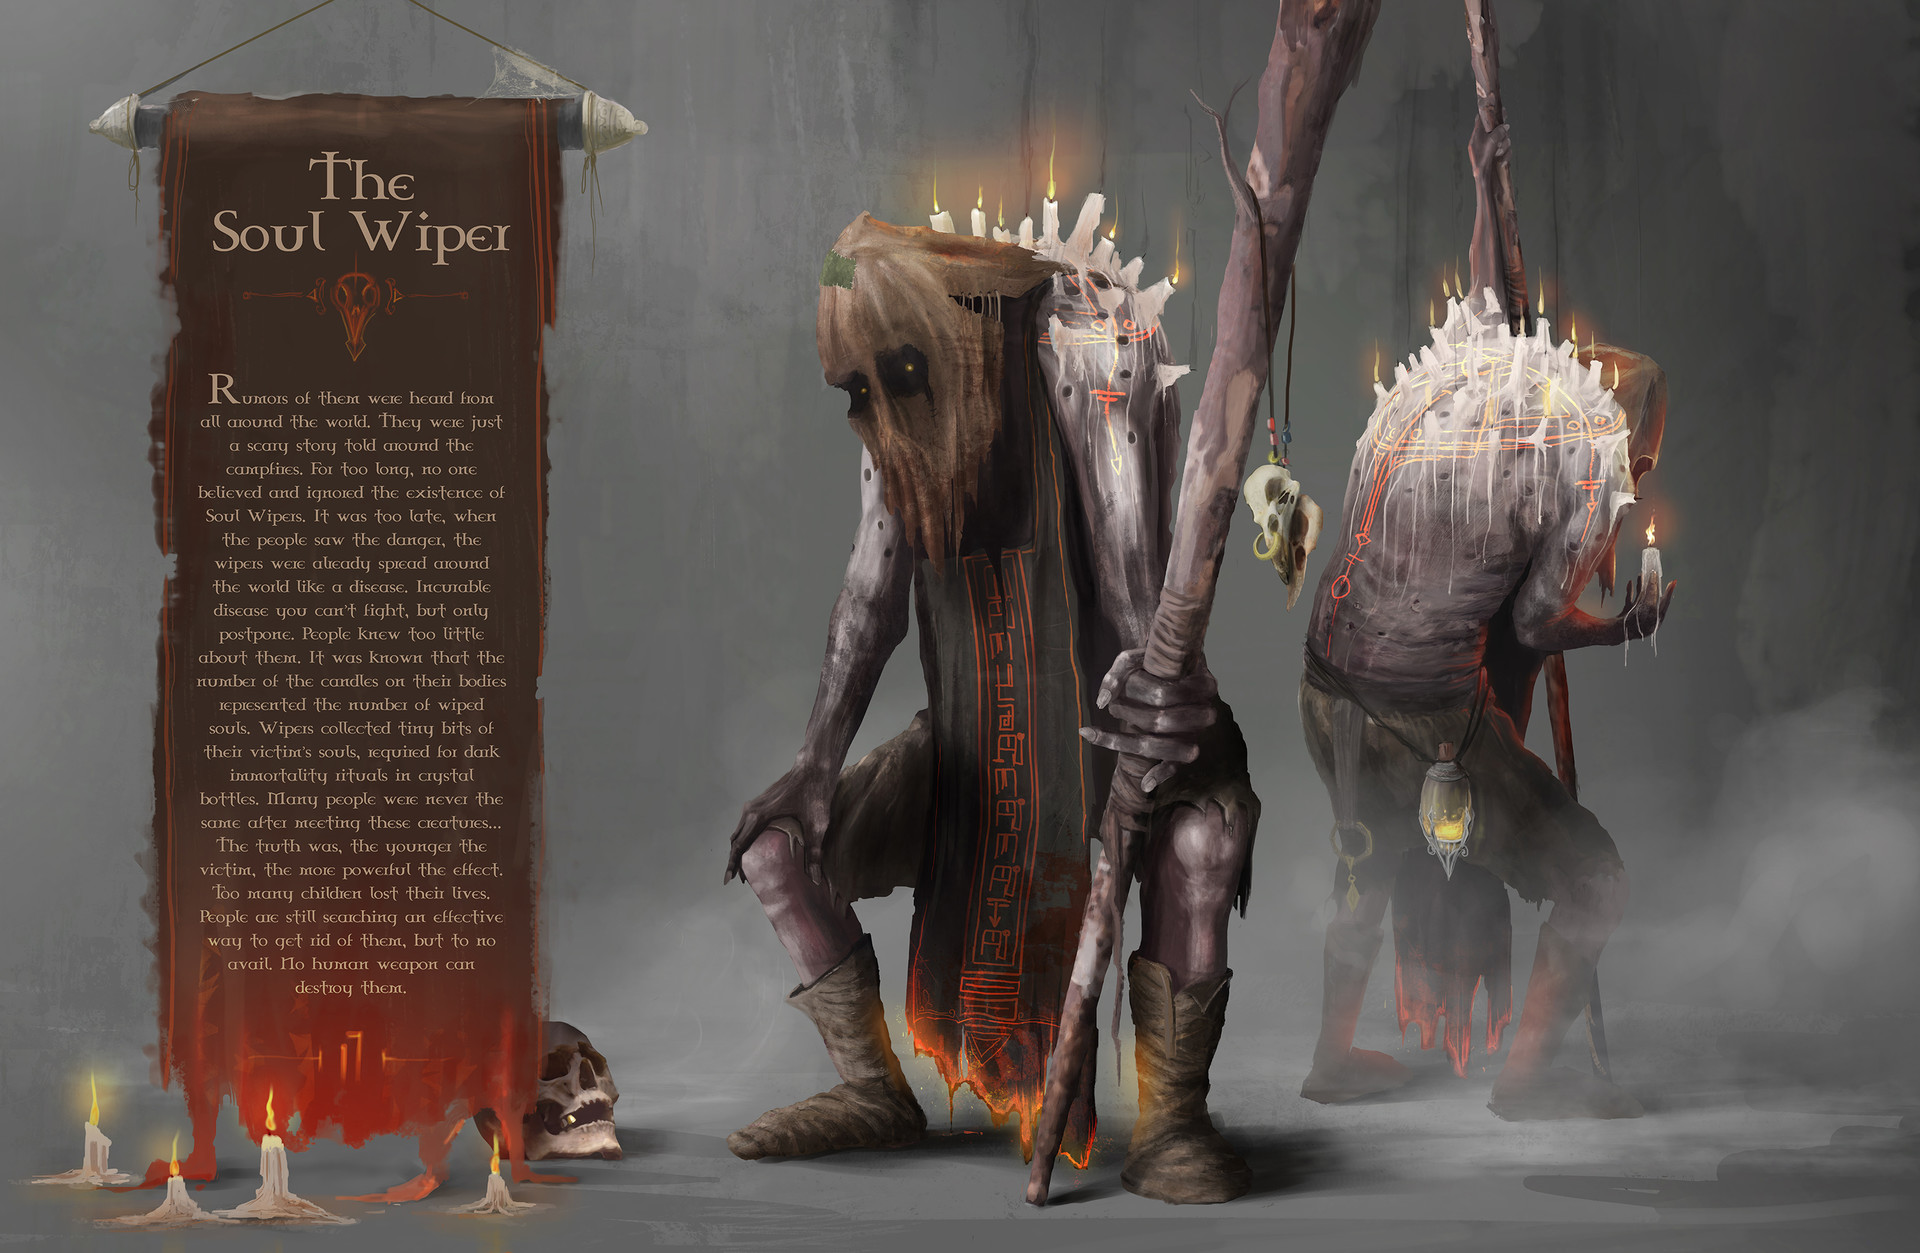 The
Soul Wiper
Rumors of them were heard from
all around the world. They were just
a scary story told around the
campfires. For too long, no one
believed and ignored the existence of
Soul Wipers. It was too late, when
the people saw the danger, the
wipers were already spread around
the world like a disease. Incurable
disease you can't fight, but only
postpone. People knew too little
about them. It was known that the
number of the candles on their bodies
represented the number of wiped
souls. Wipers collected tiny bits of
their victim's souls, required for dark
immortality rituals in crystal
bottles. Many people were never the
same after meeting these creatures...
The truth was, the younger the
victim, the more powerful the effect.
Too many children lost their lives.
People are still searching an effective
way to get rid of them, but to no
avail. No human weapon can
destroy them.